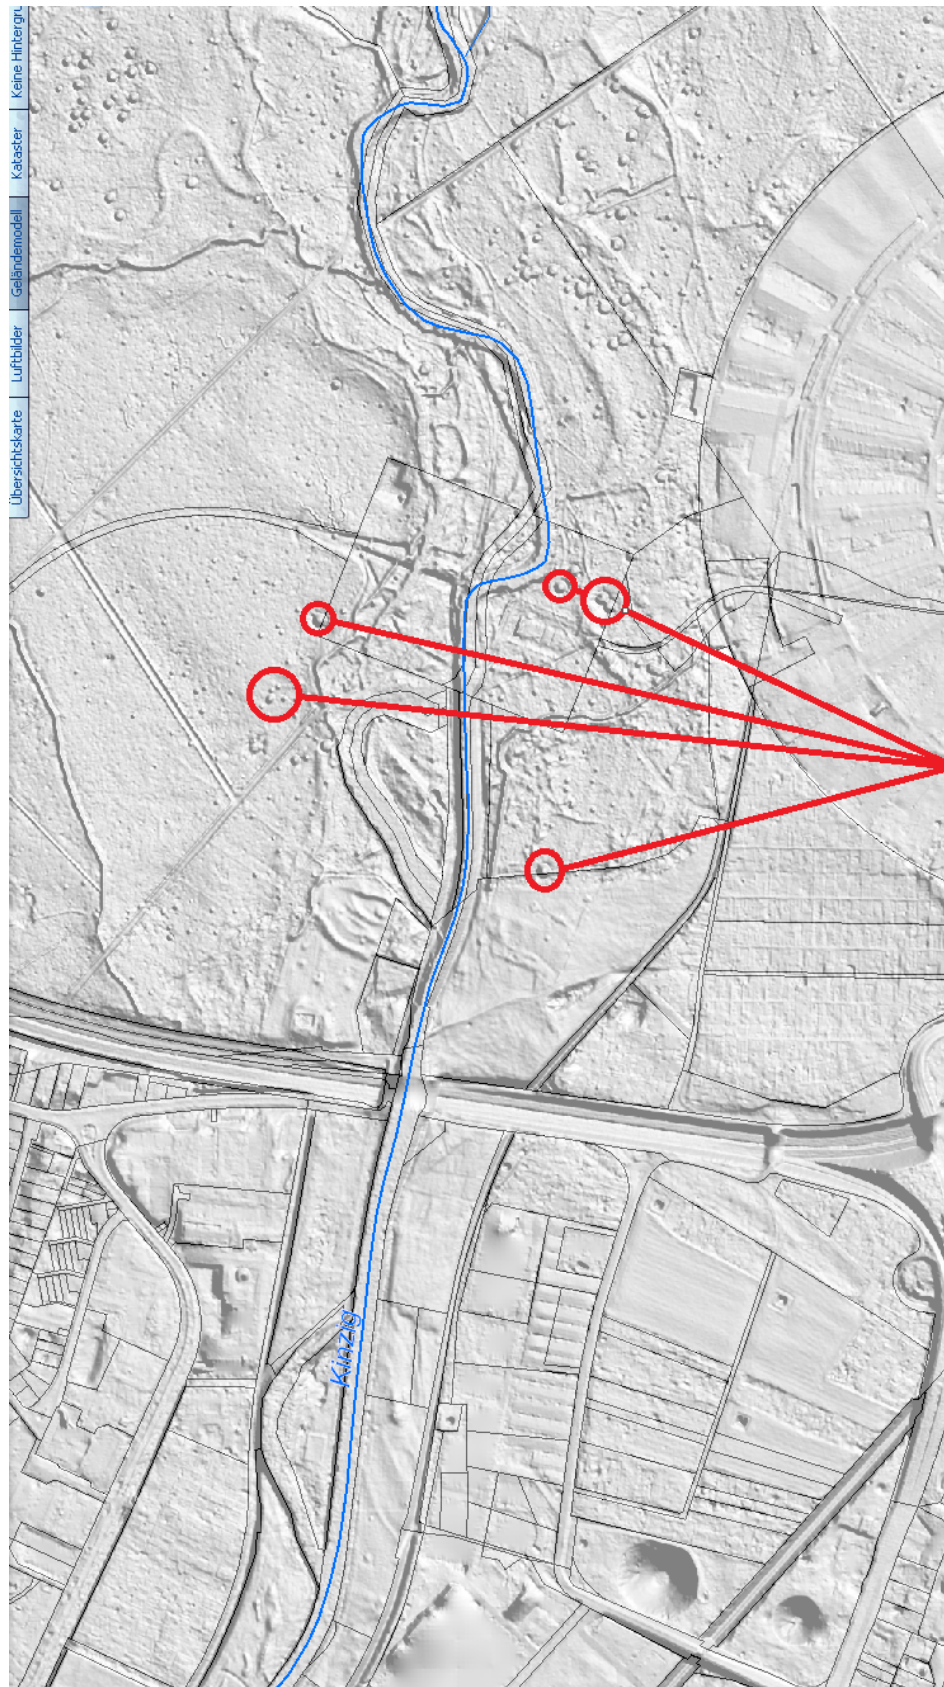 Übersichtskarte
Luftbilder
Geländemodell
Kataster
Keine Hintergru
Kinzig